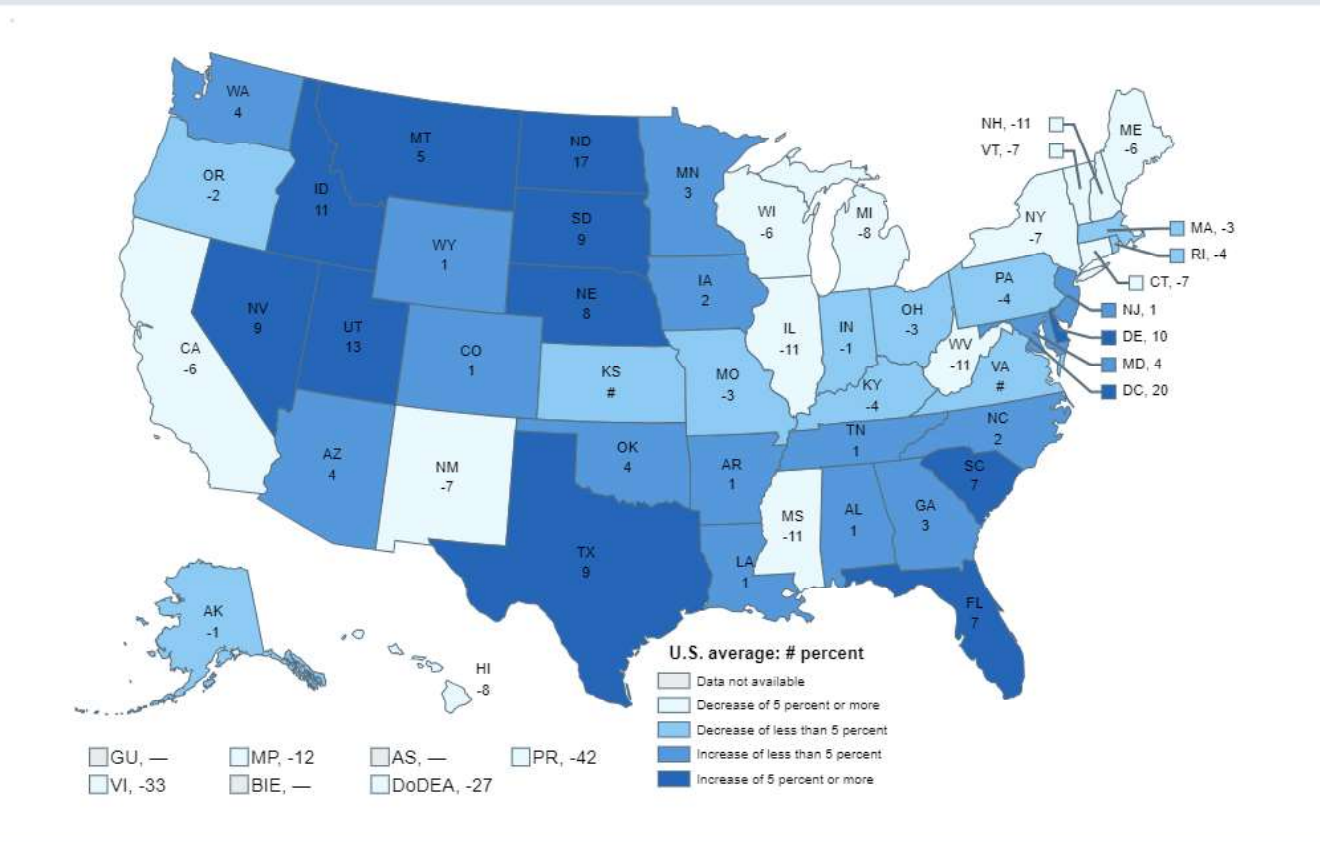 WA
4
MT
5
ND
17
MN
3
NH, -11
VT, -7
ME
-6
OR
-2
ID
11
SD
9
WI
-6
MI
-8
NY
-7
MA, -3
RI, -4
CT, -7
WY
1
IA
2
NE
8
PA
-4
NJ, 1
DE, 10
MD, 4
DC, 20
NV
9
UT
13
CO
1
CA
-6
KS
#
MO
-3
IL
-11
IN
-1
OH
-3
WV
-11
VA
#
KY
-4
NC
2
TN
1
AZ
4
NM
-7
OK
4
AR
1
SC
7
MS
-11
AL
1
GA
3
TX
9
LA
1
FL
7
AK
-1
HI
-8
U.S. average: # percent
Data not available
Decrease of 5 percent or more
Decrease of less than 5 percent
Increase of less than 5 percent
Increase of 5 percent or more
GU, — MP, -12 AS, — PR, -42
VI, -33 BIE, — DoDEA, -27